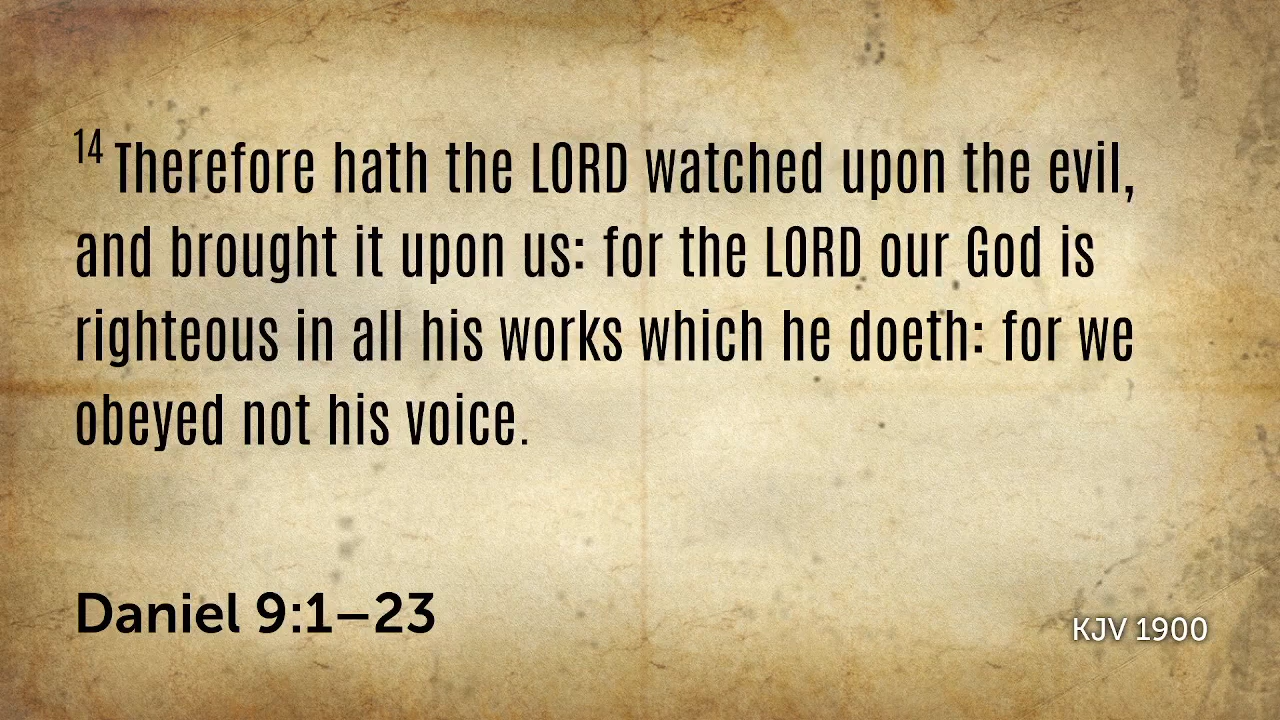 14 Therefore hath the LORD watched upon the evil,
and brought it upon us: for the LORD our God is
righteous in all his works which he doeth: for we
obeyed not his voice.
Daniel 9:1–23
KJV 1900